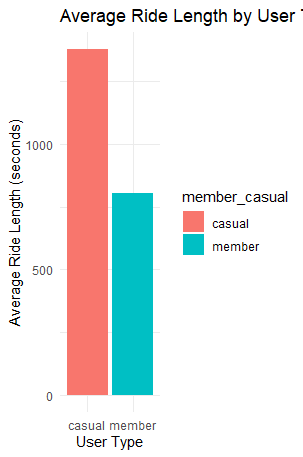 Average Ride Length by User
Average Ride Length (seconds)
1000
500
0
casual member
User Type
member_casual
casual
member